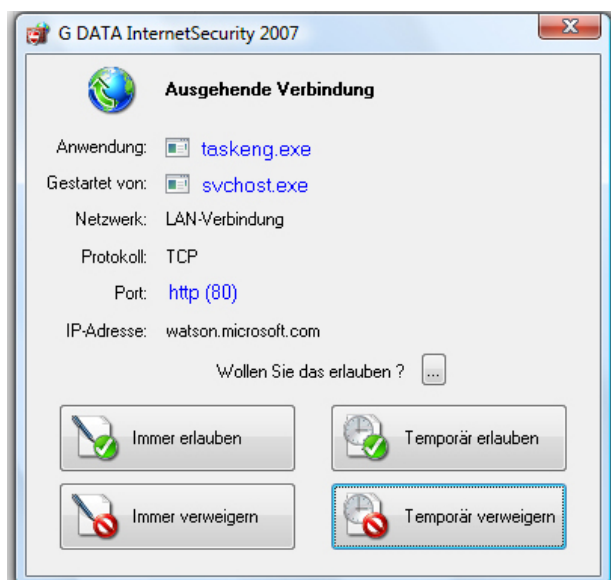 G DATA InternetSecurity 2007
Ausgehende Verbindung
Anwendung: taskeng.exe
Gestartet von: svchost.exe
Netzwerk: LAN-Verbindung
Protokoll: TCP
Port: http (80)
IP-Adresse: watson.microsoft.com
Wollen Sie das erlauben ? ...
Immer erlauben Temporär erlauben
Immer verweigern Temporär verweigern